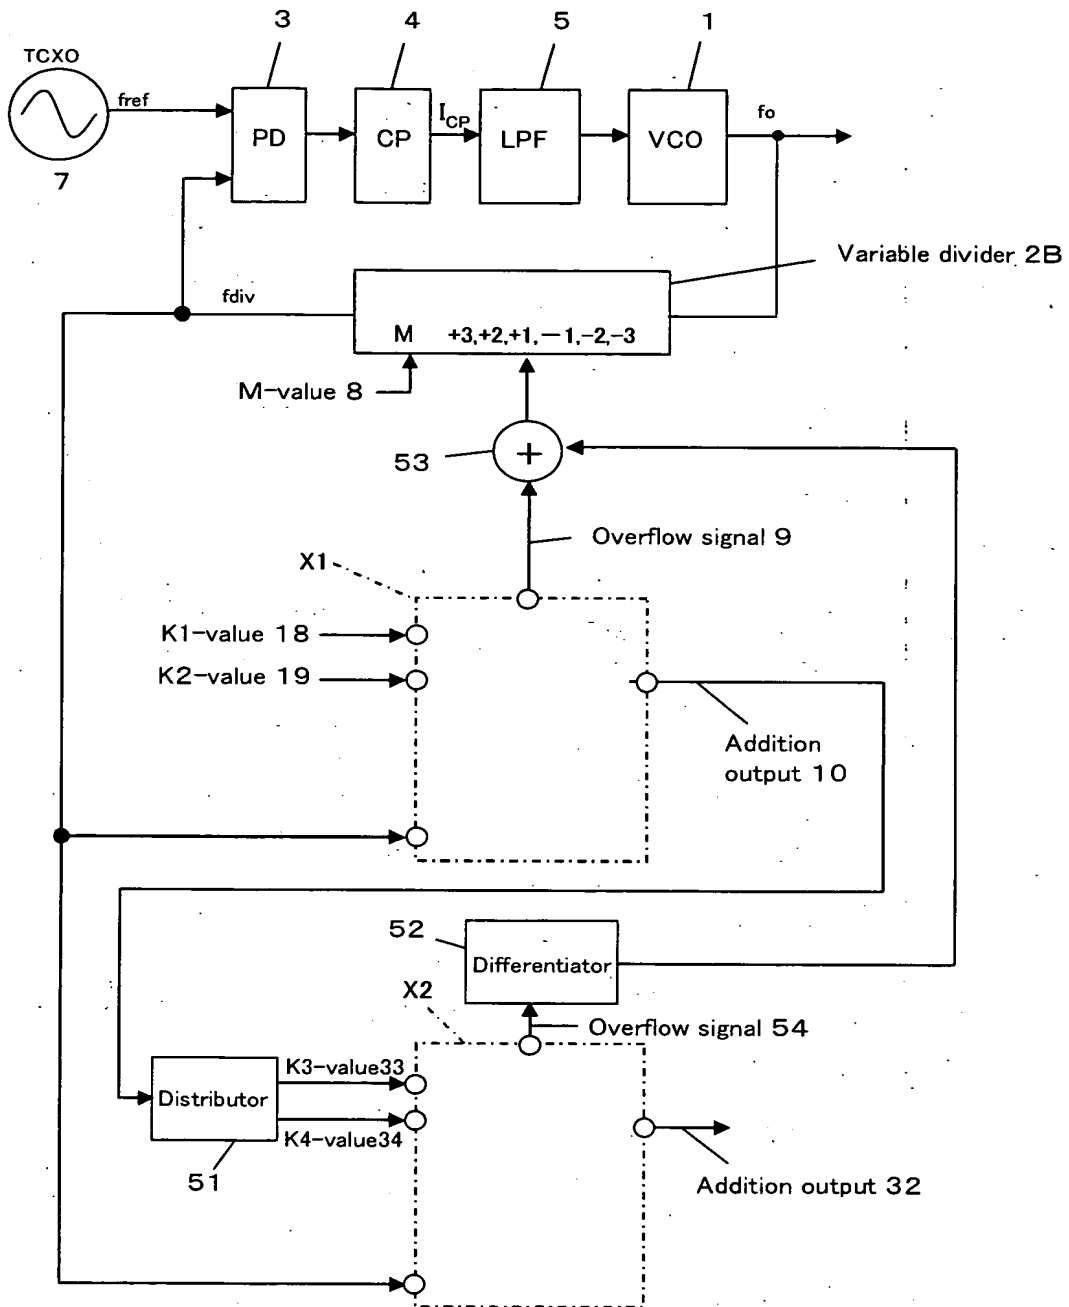 3
4
5
1
TCXO
fref
PD
CP
I_CP
LPF
VCO
fo
7
Variable divider 2B
fdiv
M +3,+2,+1,−1,-2,-3
M-value 8
53
+
Overflow signal 9
X1
K1-value 18
K2-value 19
Addition
output 10
52
Differentiator
X2
Overflow signal 54
K3-value33
Distributor
K4-value34
51
Addition output 32